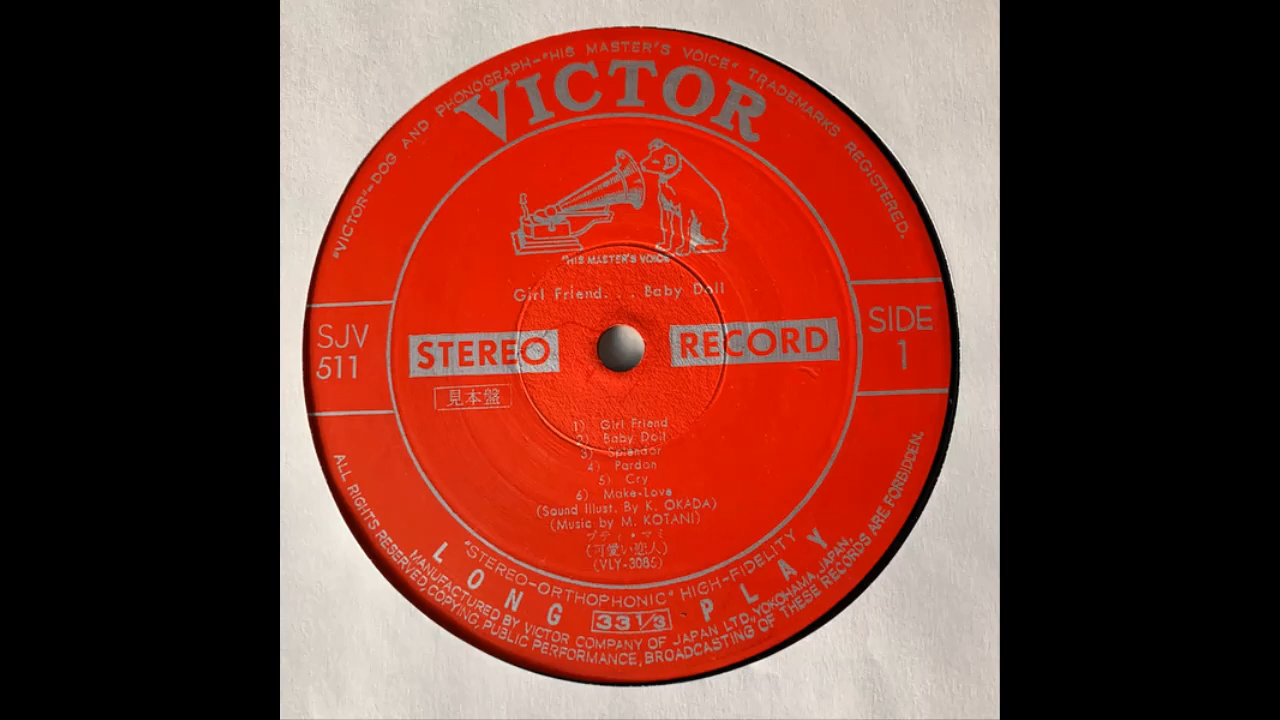 "VICTOR"-DOG AND PHONOGRAPH-"HIS MASTER'S VOICE" TRADEMARKS REGISTERED.
VICTOR
"HIS MASTER'S VOICE"
Girl Friend. . . Baby Doll
SJV
511
STEREO
RECORD
SIDE
1
見本盤
1) Girl Friend
2) Baby Doll
3) Splendor
4) Pardon
5) Cry
6) Make-Love
(Sound Illust. By K. OKADA)
(Music by M. KOTANI)
プティ・マミ
(可愛い恋人)
(VLY-3085)
"STEREO-ORTHOPHONIC" HIGH-FIDELITY
LONG 33 1/3 PLAY
MANUFACTURED BY VICTOR COMPANY OF JAPAN, LTD., YOKOHAMA, JAPAN.
ALL RIGHTS RESERVED, COPYING, PUBLIC PERFORMANCE, BROADCASTING OF THESE RECORDS ARE FORBIDDEN.